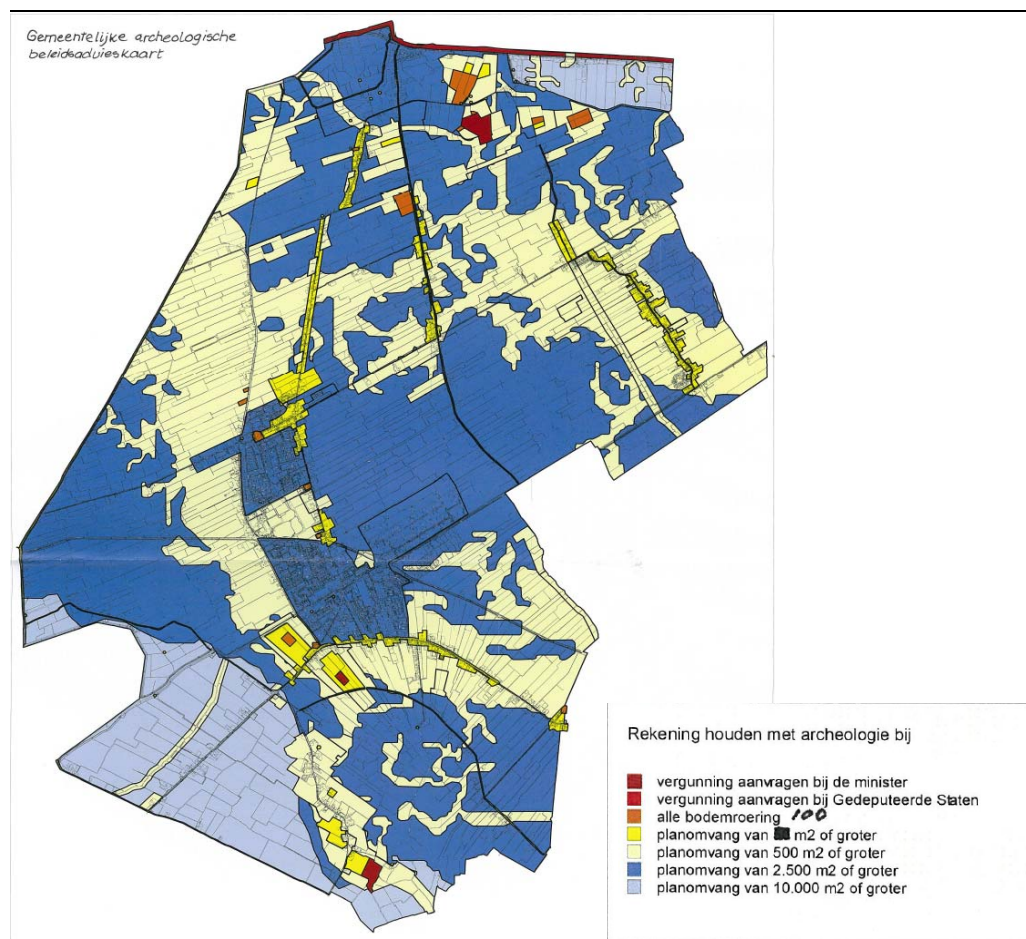 Gemeentelijke archeologische
beleidsadvieskaart
Rekening houden met archeologie bij
vergunning aanvragen bij de minister
vergunning aanvragen bij Gedeputeerde Staten
alle bodemroering 100
planomvang van m2 of groter
planomvang van 500 m2 of groter
planomvang van 2.500 m2 of groter
planomvang van 10.000 m2 of groter